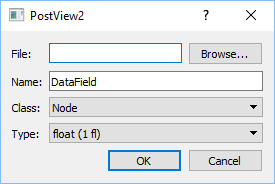 PostView2 ? ×
File: Browse...
Name: DataField
Class: Node
Type: float (1 fl)
OK Cancel